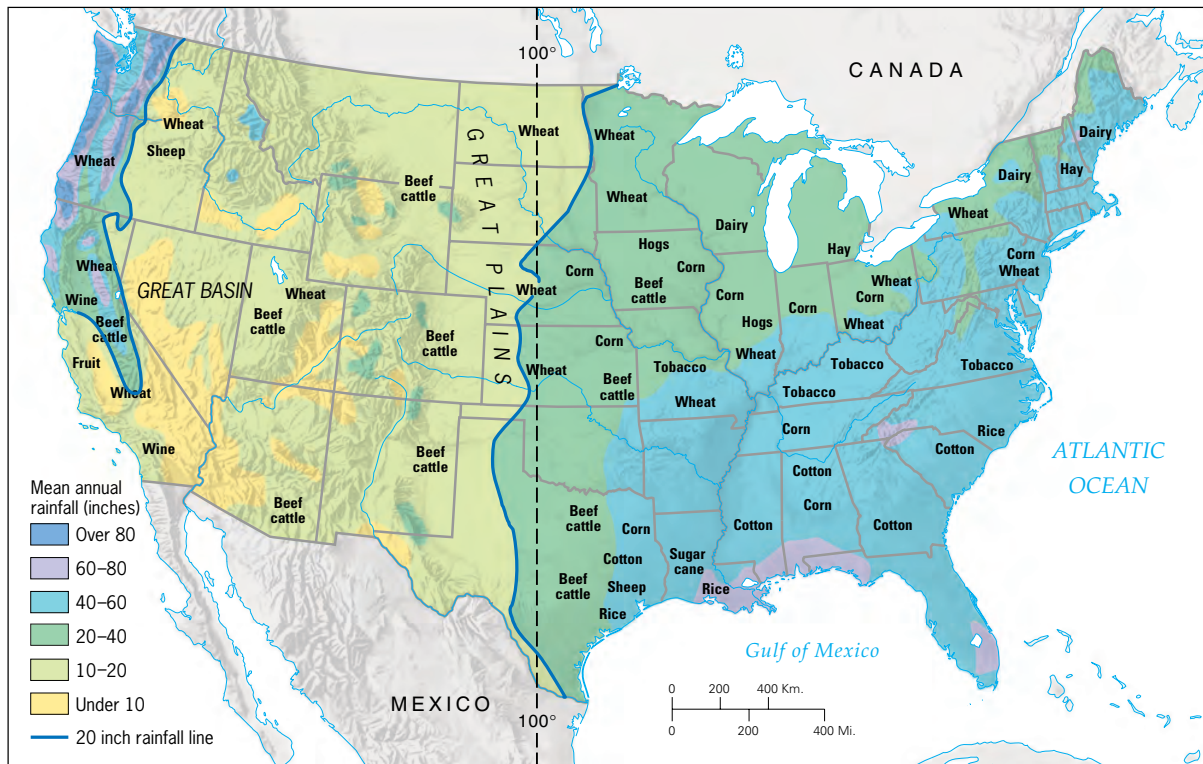 100°
CANADA
Wheat
Sheep
Wheat
Wheat
Wine
Beef
cattle
Fruit
Wheat
Wine
GREAT BASIN
Beef
cattle
Wheat
Beef
cattle
Beef
cattle
Beef
cattle
Beef
cattle
GREAT PLAINS
Wheat
Wheat
Wheat
Wheat
Wheat
Corn
Corn
Hogs
Corn
Beef
cattle
Beef
cattle
Beef
cattle
Beef
cattle
Dairy
Hay
Corn
Hogs
Wheat
Corn
Wheat
Corn
Wheat
Tobacco
Wheat
Tobacco
Tobacco
Tobacco
Corn
Cotton
Corn
Cotton
Cotton
Cotton
Rice
Corn
Cotton
Sheep
Rice
Sugar
cane
Rice
Dairy
Hay
Dairy
Wheat
Corn
Wheat
ATLANTIC
OCEAN
Gulf of Mexico
MEXICO
100°
0 200 400 Km.
0 200 400 Mi.
Mean annual
rainfall (inches)
Over 80
60–80
40–60
20–40
10–20
Under 10
20 inch rainfall line